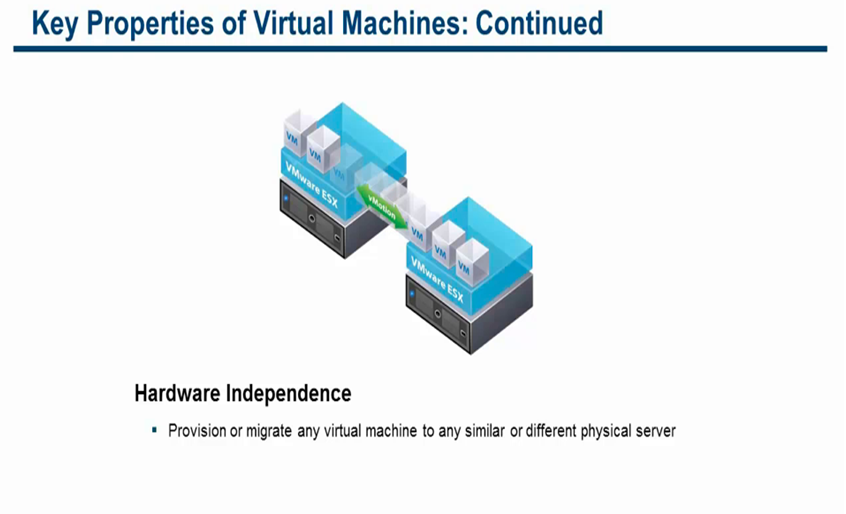 Key Properties of Virtual Machines: Continued
VM
VM
VM
VMware ESX
vMotion
VM
VM
VM
VMware ESX
Hardware Independence
▪ Provision or migrate any virtual machine to any similar or different physical server